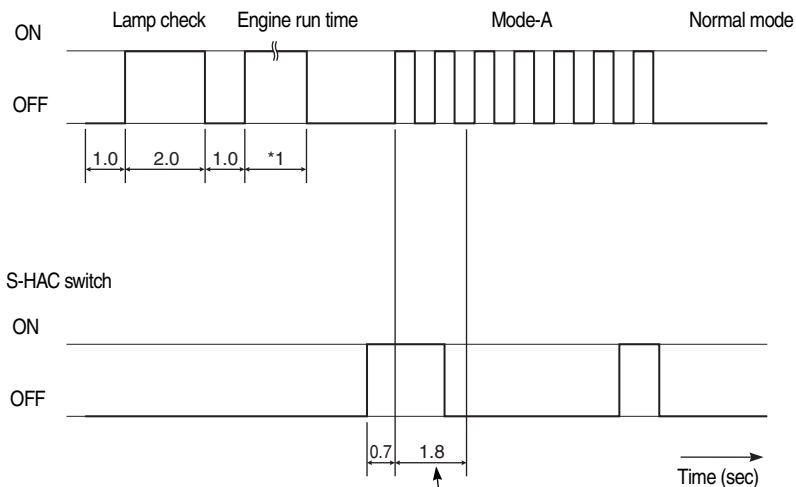 Lamp check Engine run time Mode-A Normal mode
ON
OFF
1.0 2.0 1.0 *1
S-HAC switch
ON
OFF
0.7 1.8
Time (sec)